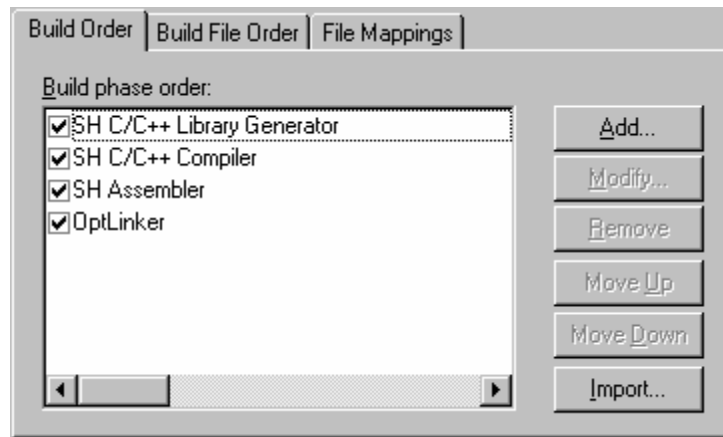 Build Order Build File Order File Mappings
Build phase order:
SH C/C++ Library Generator
SH C/C++ Compiler
SH Assembler
OptLinker
Add...
Modify...
Remove
Move Up
Move Down
Import...